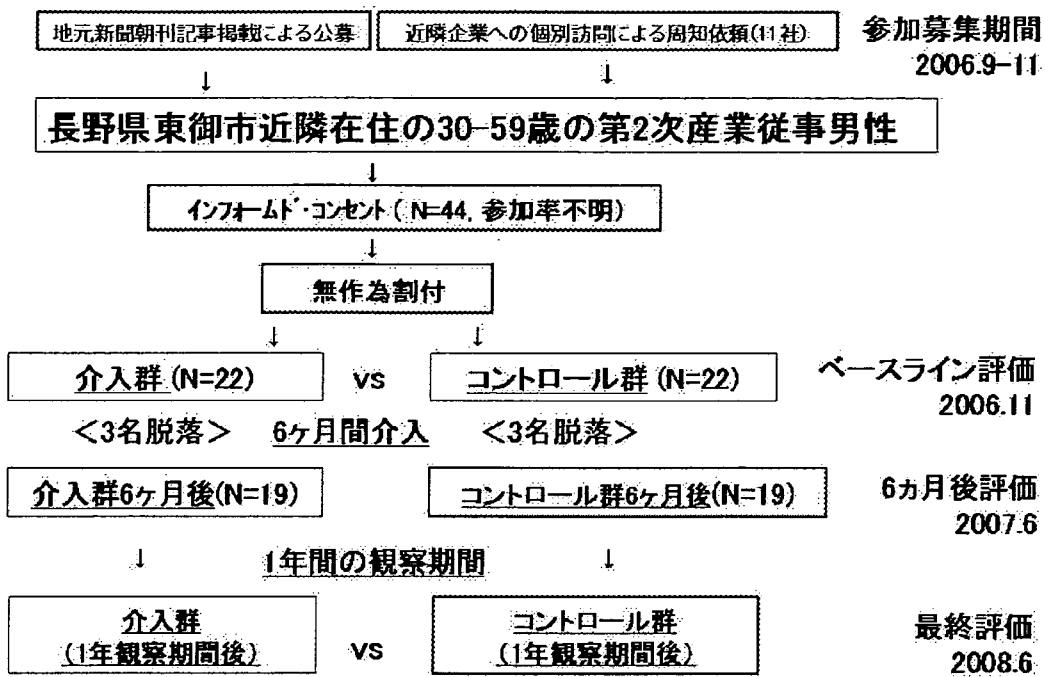 地元新聞朝刊記事掲載による公募
近隣企業への個別訪問による周知依頼(11社)
参加募集期間
2006.9-11
↓ ↓
長野県東御市近隣在住の30-59歳の第2次産業従事男性
↓
インフォームド・コンセント ( N=44, 参加率不明)
↓
無作為割付
↓ ↓
介入群 (N=22) vs コントロール群 (N=22)
ベースライン評価
2006.11
<3名脱落> 6ヶ月間介入 <3名脱落>
介入群6ヶ月後(N=19)
コントロール群6ヶ月後(N=19)
6ヵ月後評価
2007.6
↓ 1年間の観察期間 ↓
介入群
(1年観察期間後)
vs
コントロール群
(1年観察期間後)
最終評価
2008.6